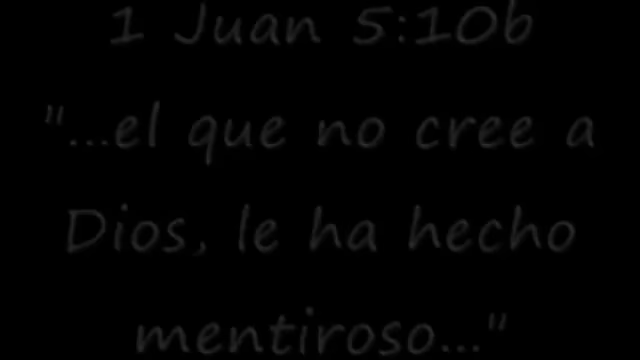 1 Juan 5:10b
"...el que no cree a
Dios, le ha hecho
mentiroso..."